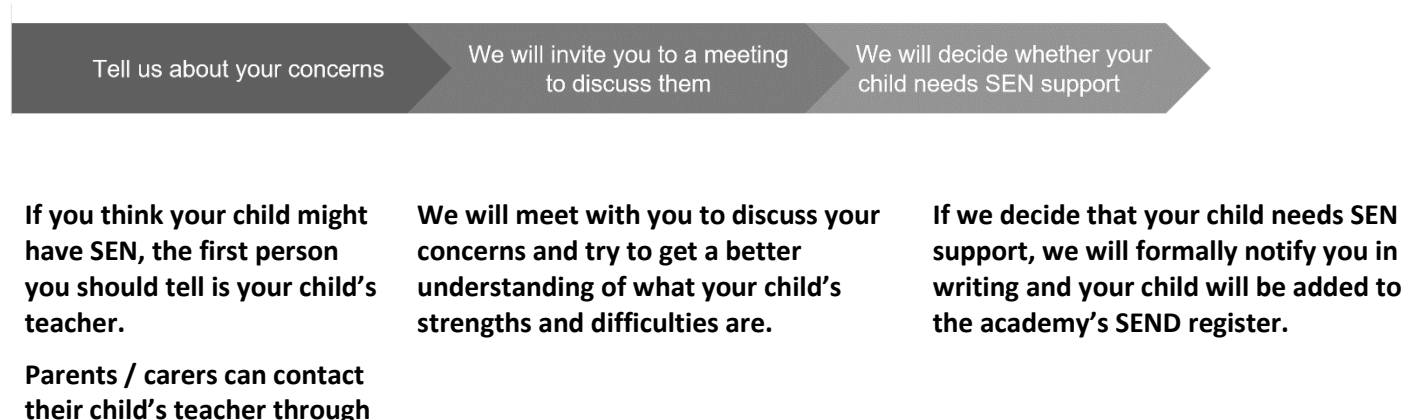 Tell us about your concerns
We will invite you to a meeting
to discuss them
We will decide whether your
child needs SEN support
If you think your child might
have SEN, the first person
you should tell is your child’s
teacher.
Parents / carers can contact
their child’s teacher through
We will meet with you to discuss your
concerns and try to get a better
understanding of what your child’s
strengths and difficulties are.
If we decide that your child needs SEN
support, we will formally notify you in
writing and your child will be added to
the academy’s SEND register.